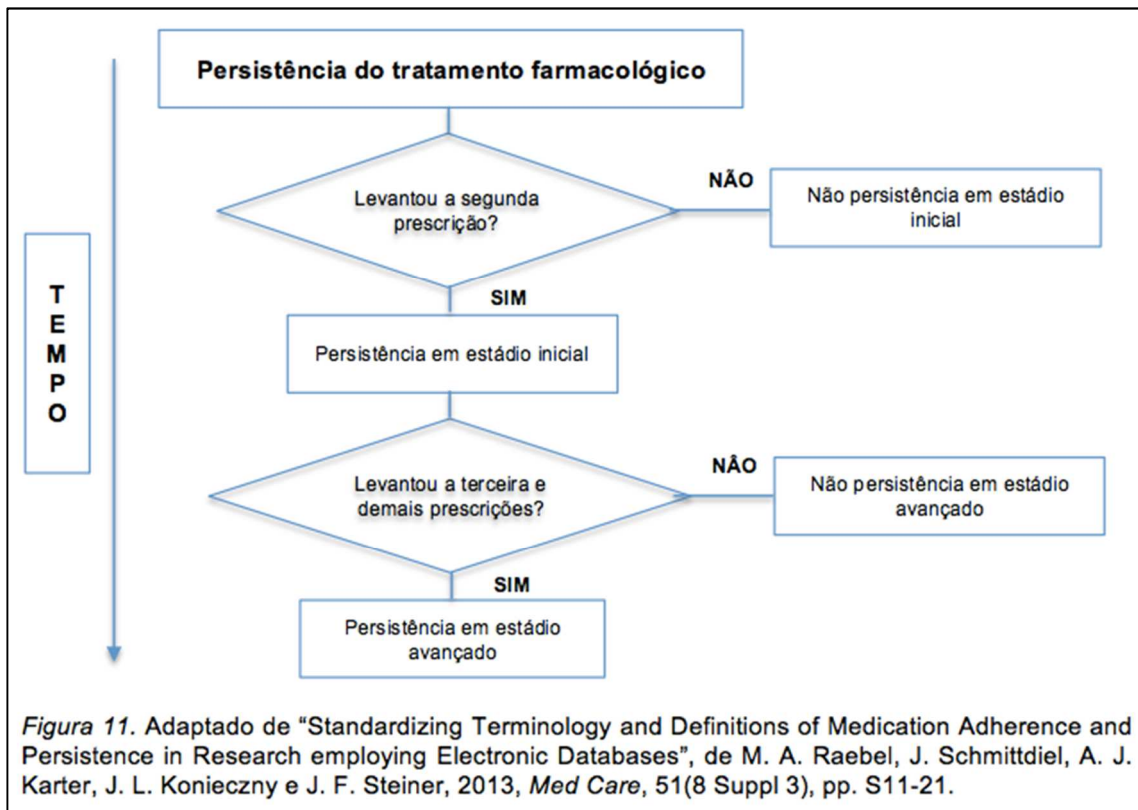 Persistência do tratamento farmacológico
Levantou a segunda
prescrição?
NÃO
Não persistência em estádio
inicial
SIM
Persistência em estádio inicial
T
E
M
P
O
Levantou a terceira e
demais prescrições?
NÂO
Não persistência em estádio
avançado
SIM
Persistência em estádio
avançado
Figura 11. Adaptado de “Standardizing Terminology and Definitions of Medication Adherence and
Persistence in Research employing Electronic Databases”, de M. A. Raebel, J. Schmittdiel, A. J.
Karter, J. L. Konieczny e J. F. Steiner, 2013, Med Care, 51(8 Suppl 3), pp. S11-21.